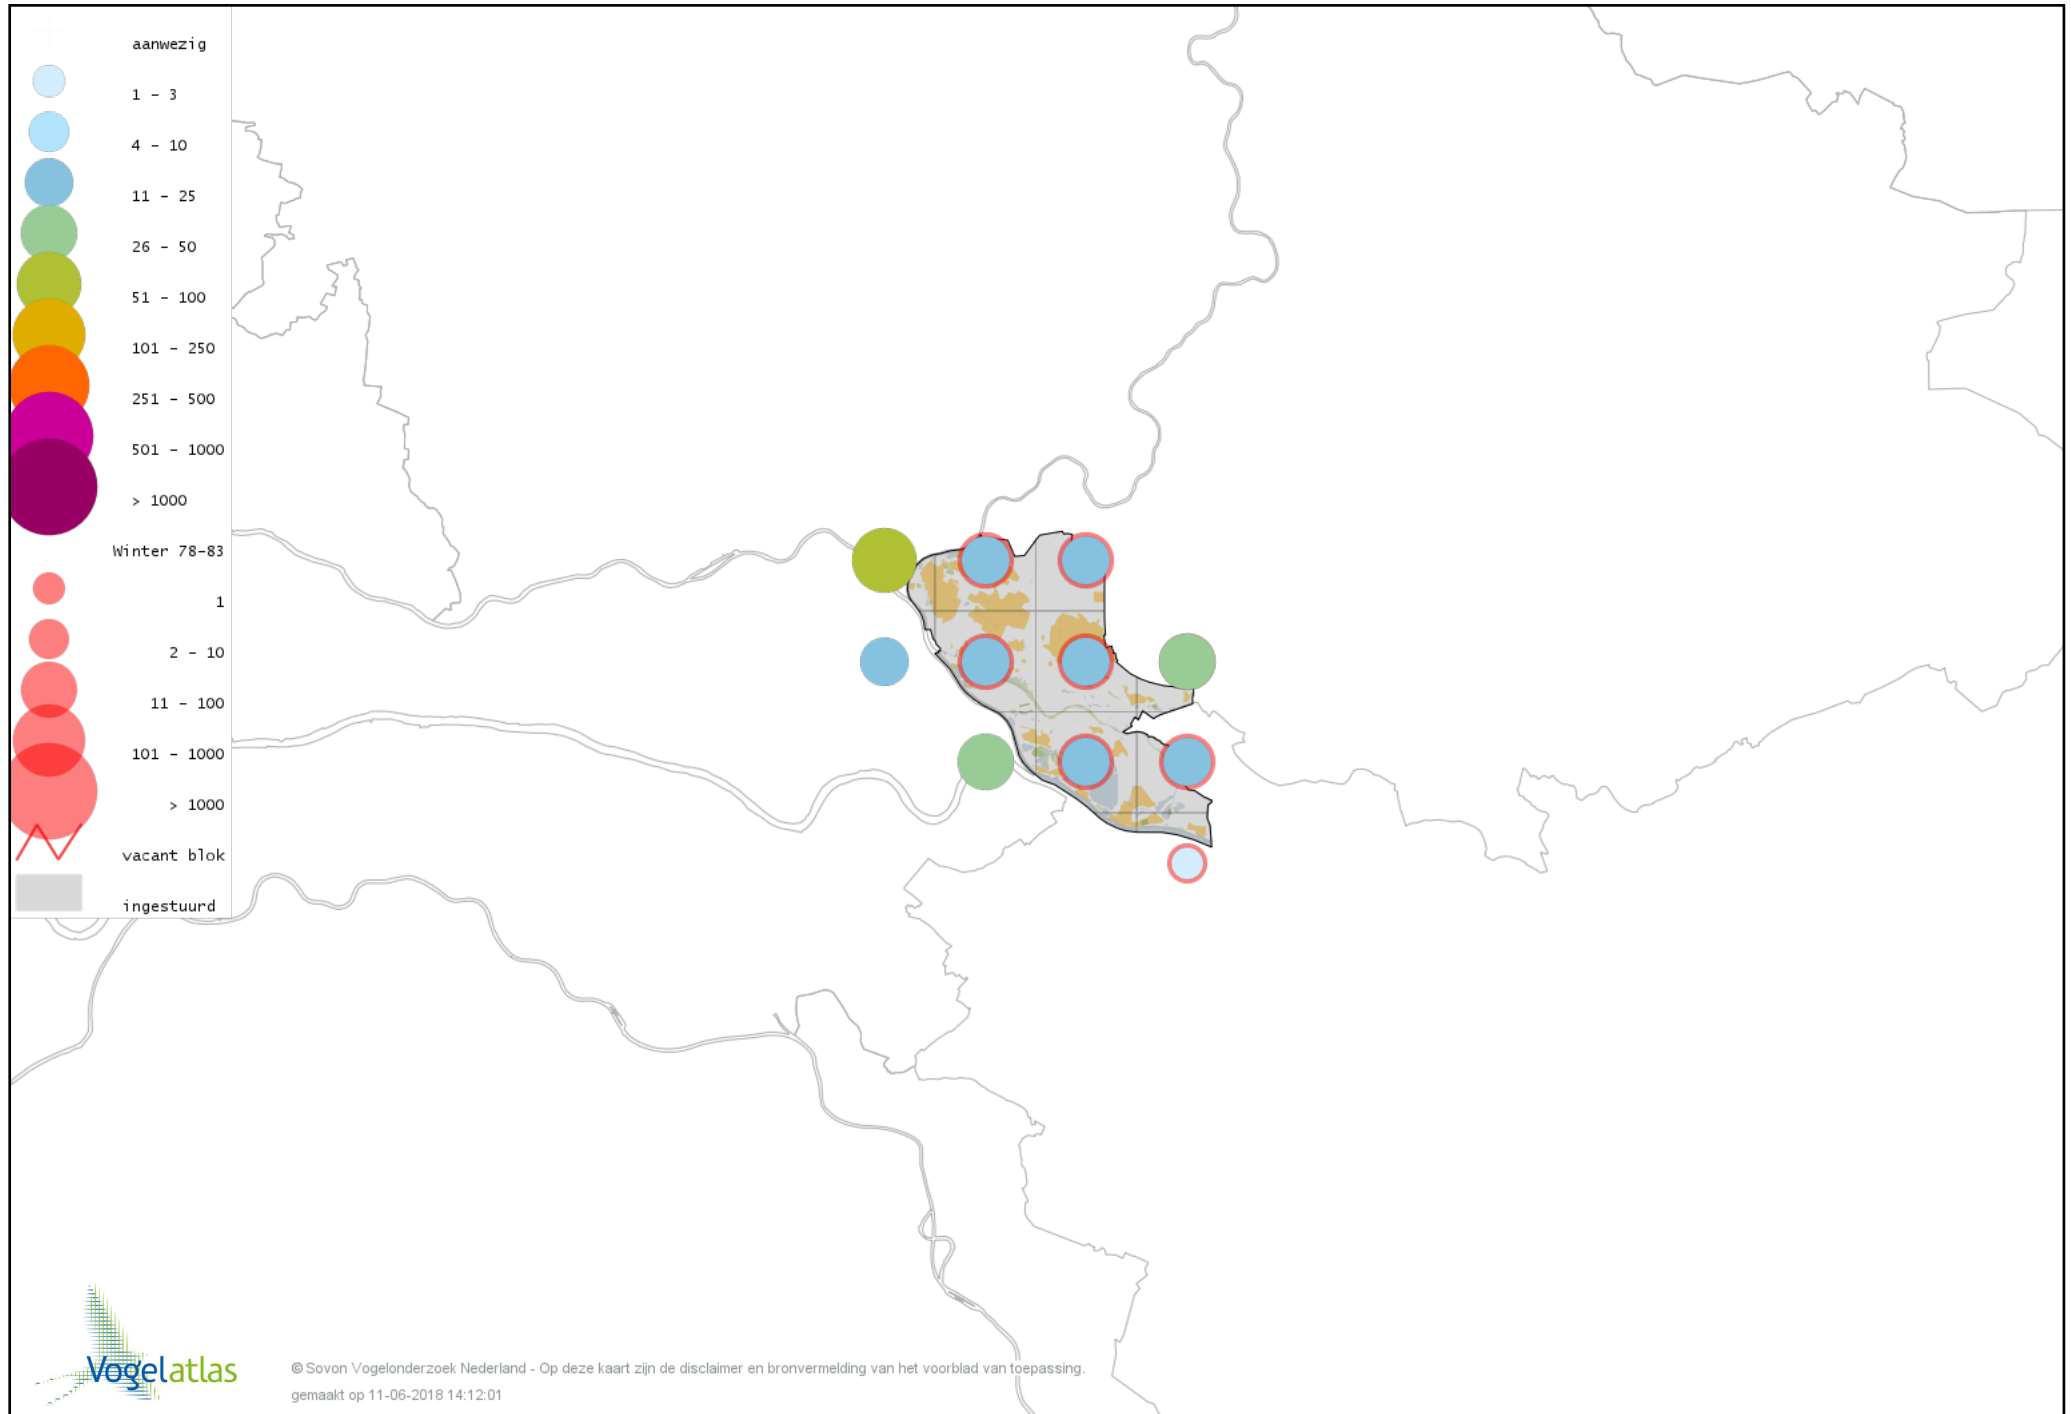 aanwezig
1 - 3
4 - 10
11 - 25
26 - 50
51 - 100
101 - 250
251 - 500
501 - 1000
> 1000
Winter 78-83
1
2 - 10
11 - 100
101 - 1000
> 1000
vacant blok
ingestuurd
Vogelatlas
© Sovon Vogelonderzoek Nederland - Op deze kaart zijn de disclaimer en bronvermelding van het voorblad van toepassing.
gemaakt op 11-06-2018 14:12:01